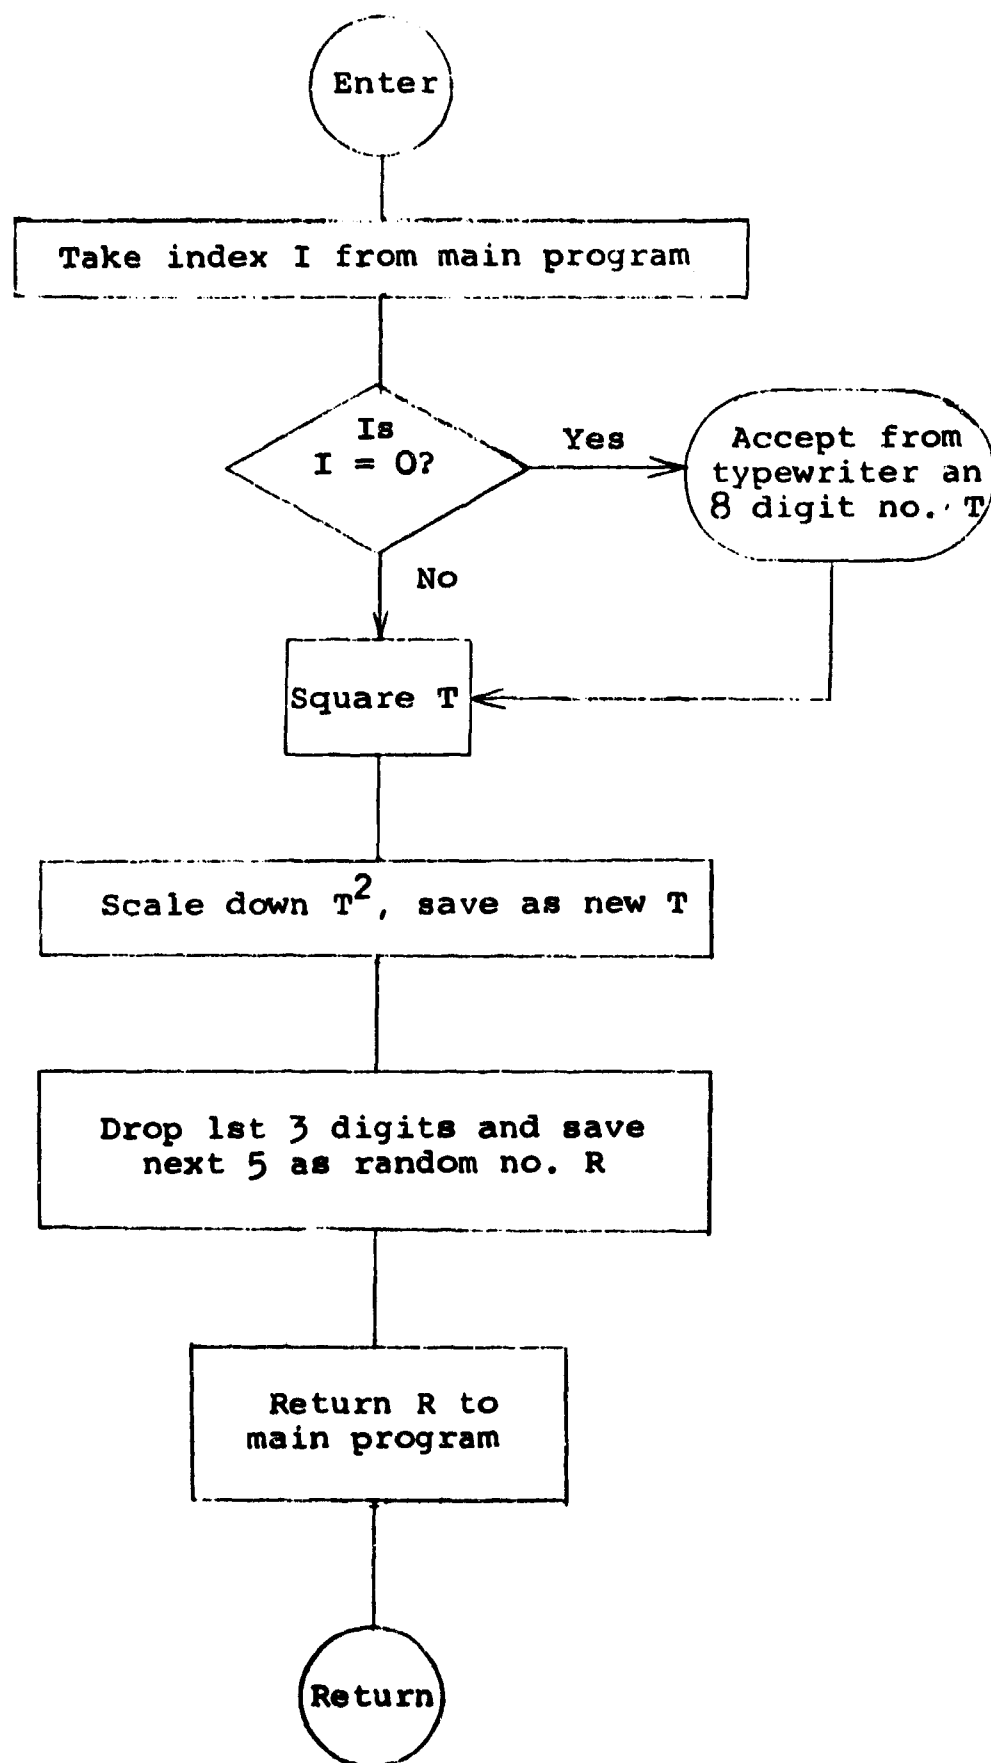 Enter
Take index I from main program
Is
I = 0?
Yes
Accept from
typewriter an
8 digit no. T
No
Square T
Scale down T², save as new T
Drop 1st 3 digits and save
next 5 as random no. R
Return R to
main program
Return